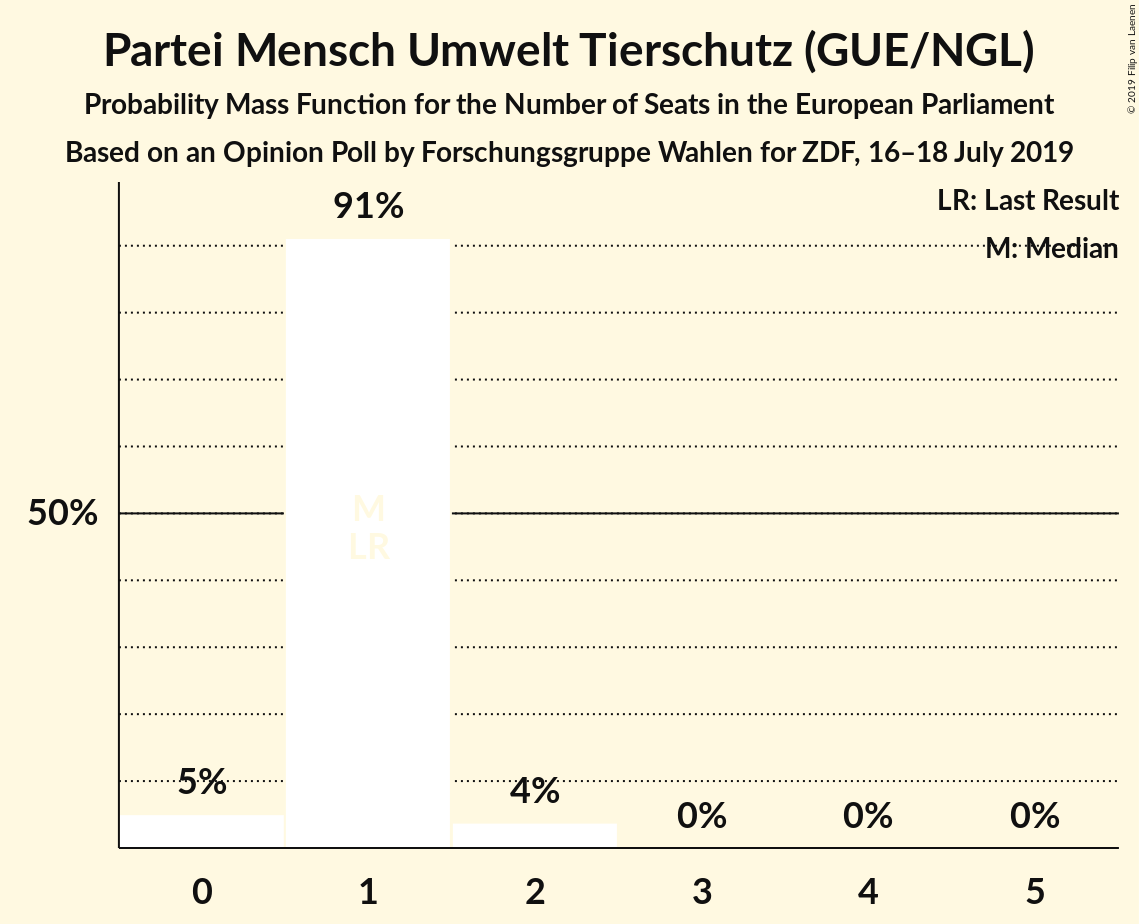 Partei Mensch Umwelt Tierschutz (GUE/NGL)
Probability Mass Function for the Number of Seats in the European Parliament
Based on an Opinion Poll by Forschungsgruppe Wahlen for ZDF, 16–18 July 2019
© 2019 Filip van Laenen
LR: Last Result
M: Median
91%
50%
M
LR
5%
4%
0%
0%
0%
0
1
2
3
4
5